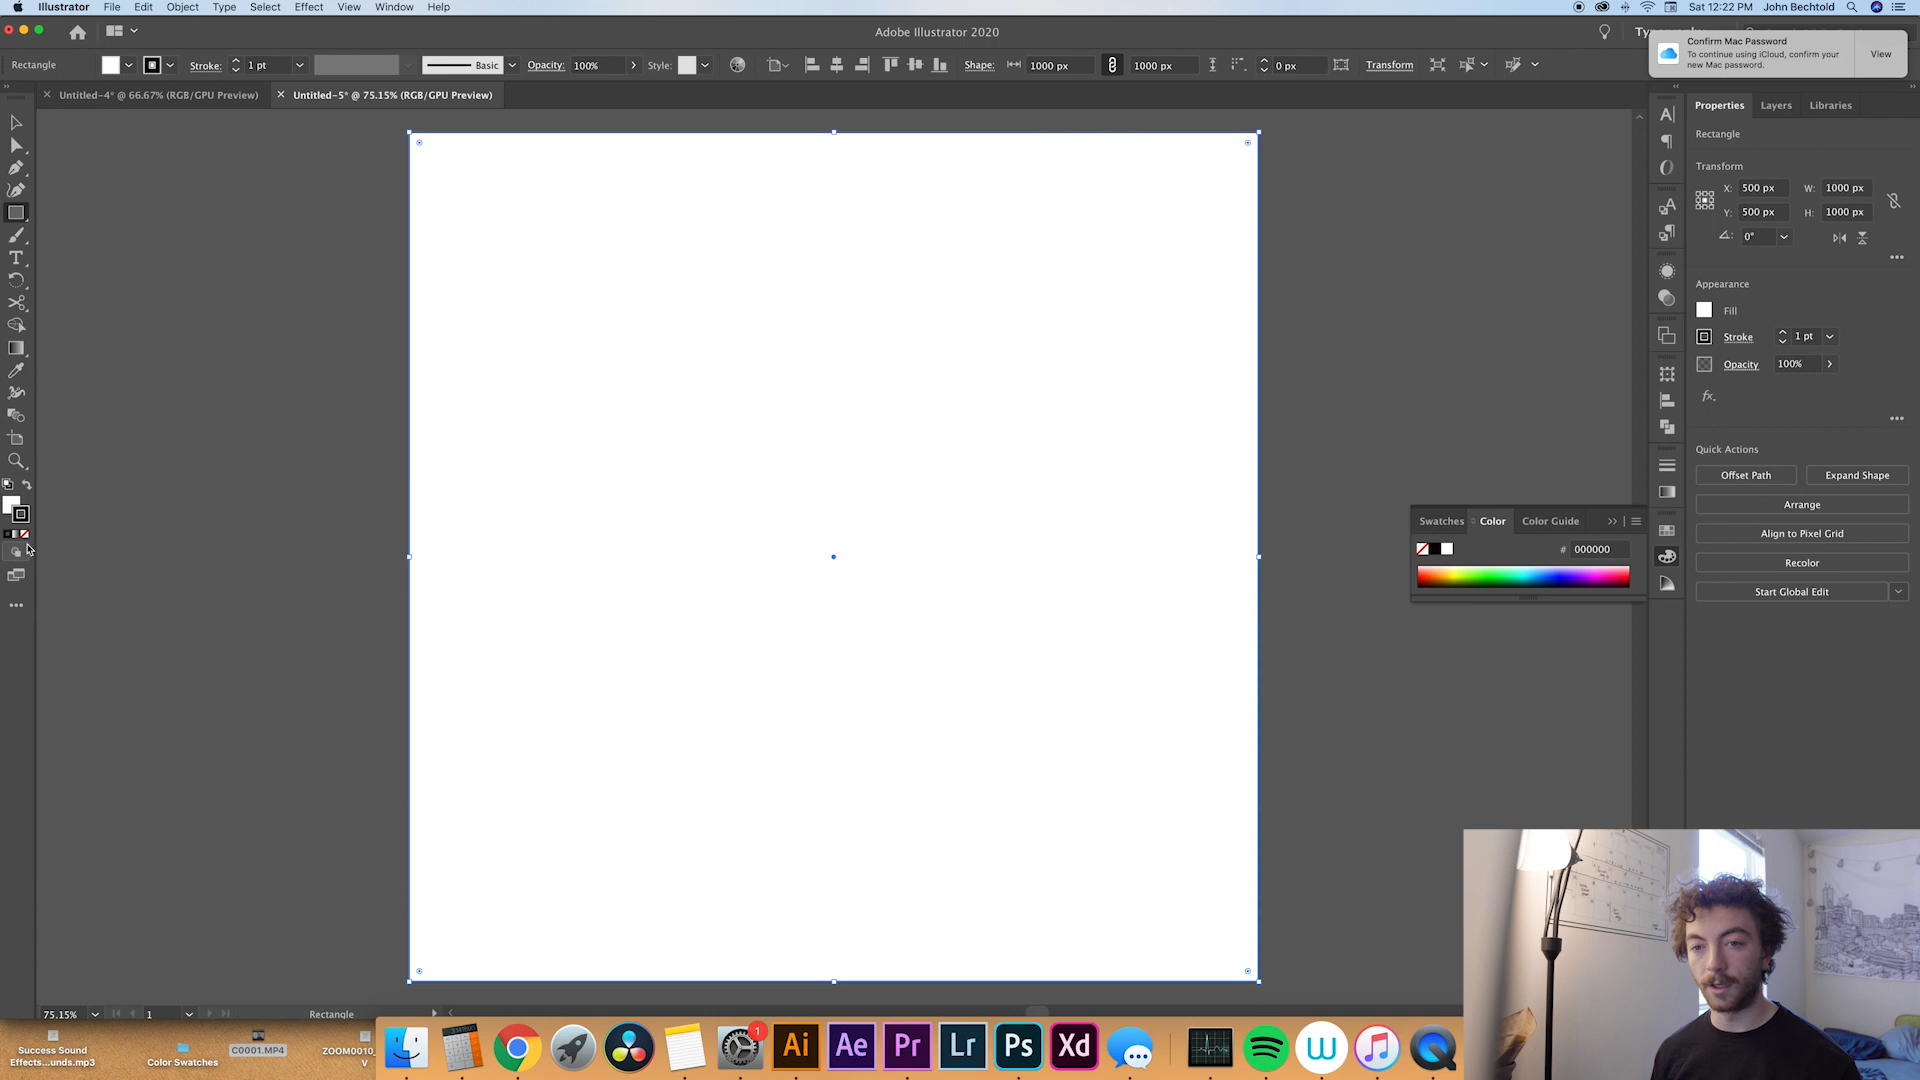 Illustrator File Edit Object Type Select Effect View Window Help
Sat 12:22 PM John Bechtold
Adobe Illustrator 2020
Confirm Mac Password
To continue using iCloud, confirm your
new Mac password.
View
Rectangle
Stroke: 1 pt
Basic
Opacity: 100%
Style:
Shape: 1000 px 1000 px
0 px
Transform
Untitled-4* @ 66.67% (RGB/GPU Preview)
Untitled-5* @ 75.15% (RGB/GPU Preview)
Properties Layers Libraries
Rectangle
Transform
X: 500 px W: 1000 px
Y: 500 px H: 1000 px
0°
Appearance
Fill
Stroke 1 pt
Opacity 100%
fx.
Quick Actions
Offset Path Expand Shape
Arrange
Align to Pixel Grid
Recolor
Start Global Edit
Swatches Color Color Guide
# 000000
75.15% 1 Rectangle
Success Sound
Effects...unds.mp3
Color Swatches
C0001.MP4
ZOOM0010_
V
1
Ai Ae Pr Lr Ps Xd